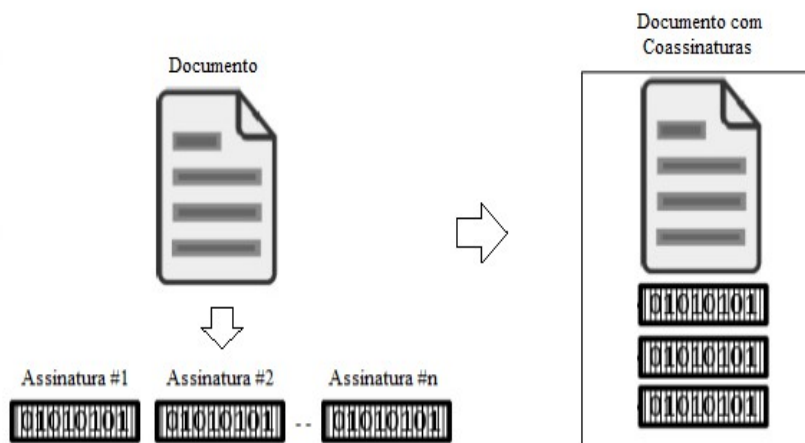 Documento
Assinatura #1 Assinatura #2 Assinatura #n
01010101 01010101 -- 01010101
Documento com
Coassinaturas
01010101
01010101
01010101